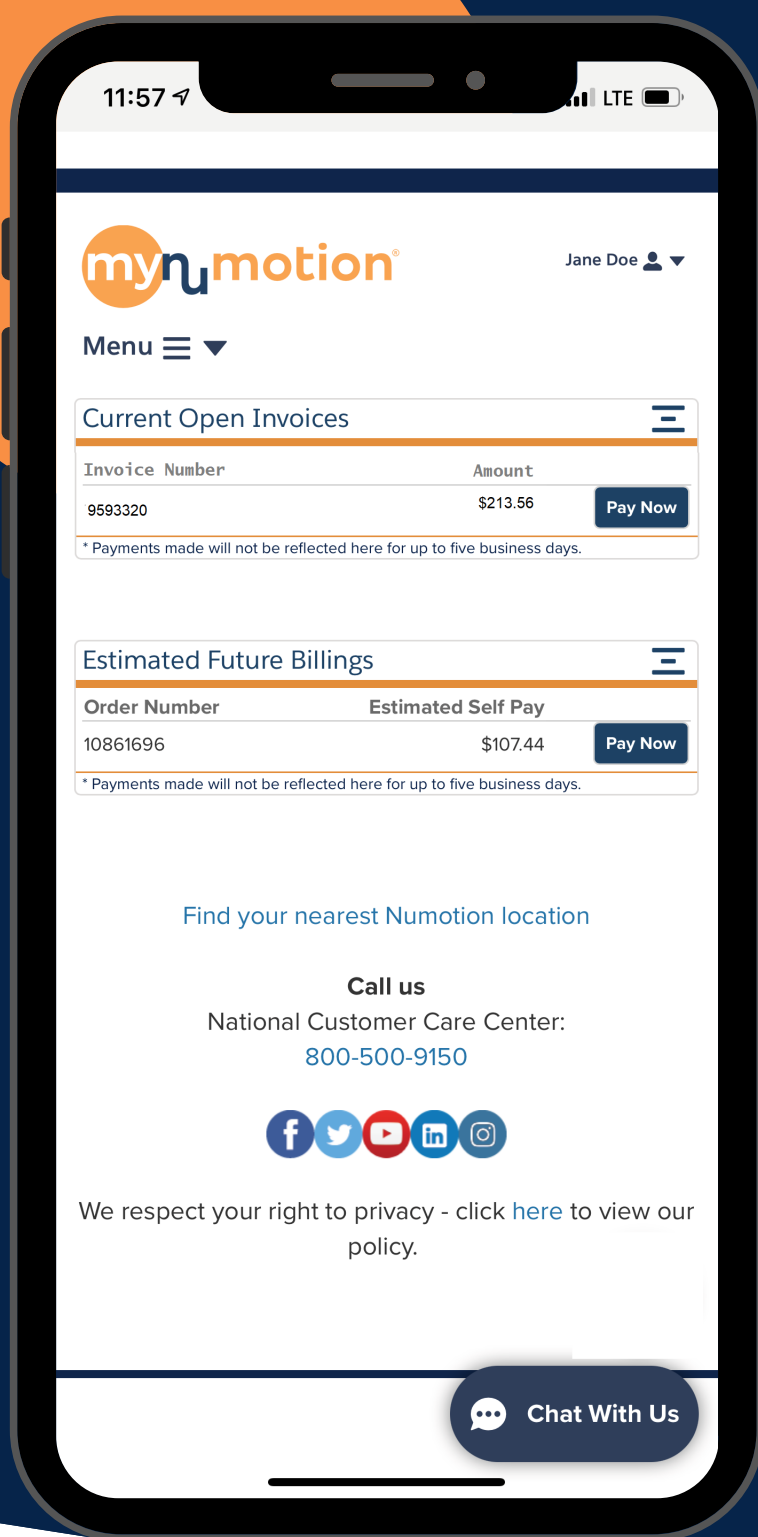 11:57 LTE
mynumotion®
Jane Doe
Menu
Current Open Invoices
Invoice Number Amount
9593320 $213.56 Pay Now
* Payments made will not be reflected here for up to five business days.
Estimated Future Billings
Order Number Estimated Self Pay
10861696 $107.44 Pay Now
* Payments made will not be reflected here for up to five business days.
Find your nearest Numotion location
Call us
National Customer Care Center:
800-500-9150
f in
We respect your right to privacy - click here to view our
policy.
Chat With Us